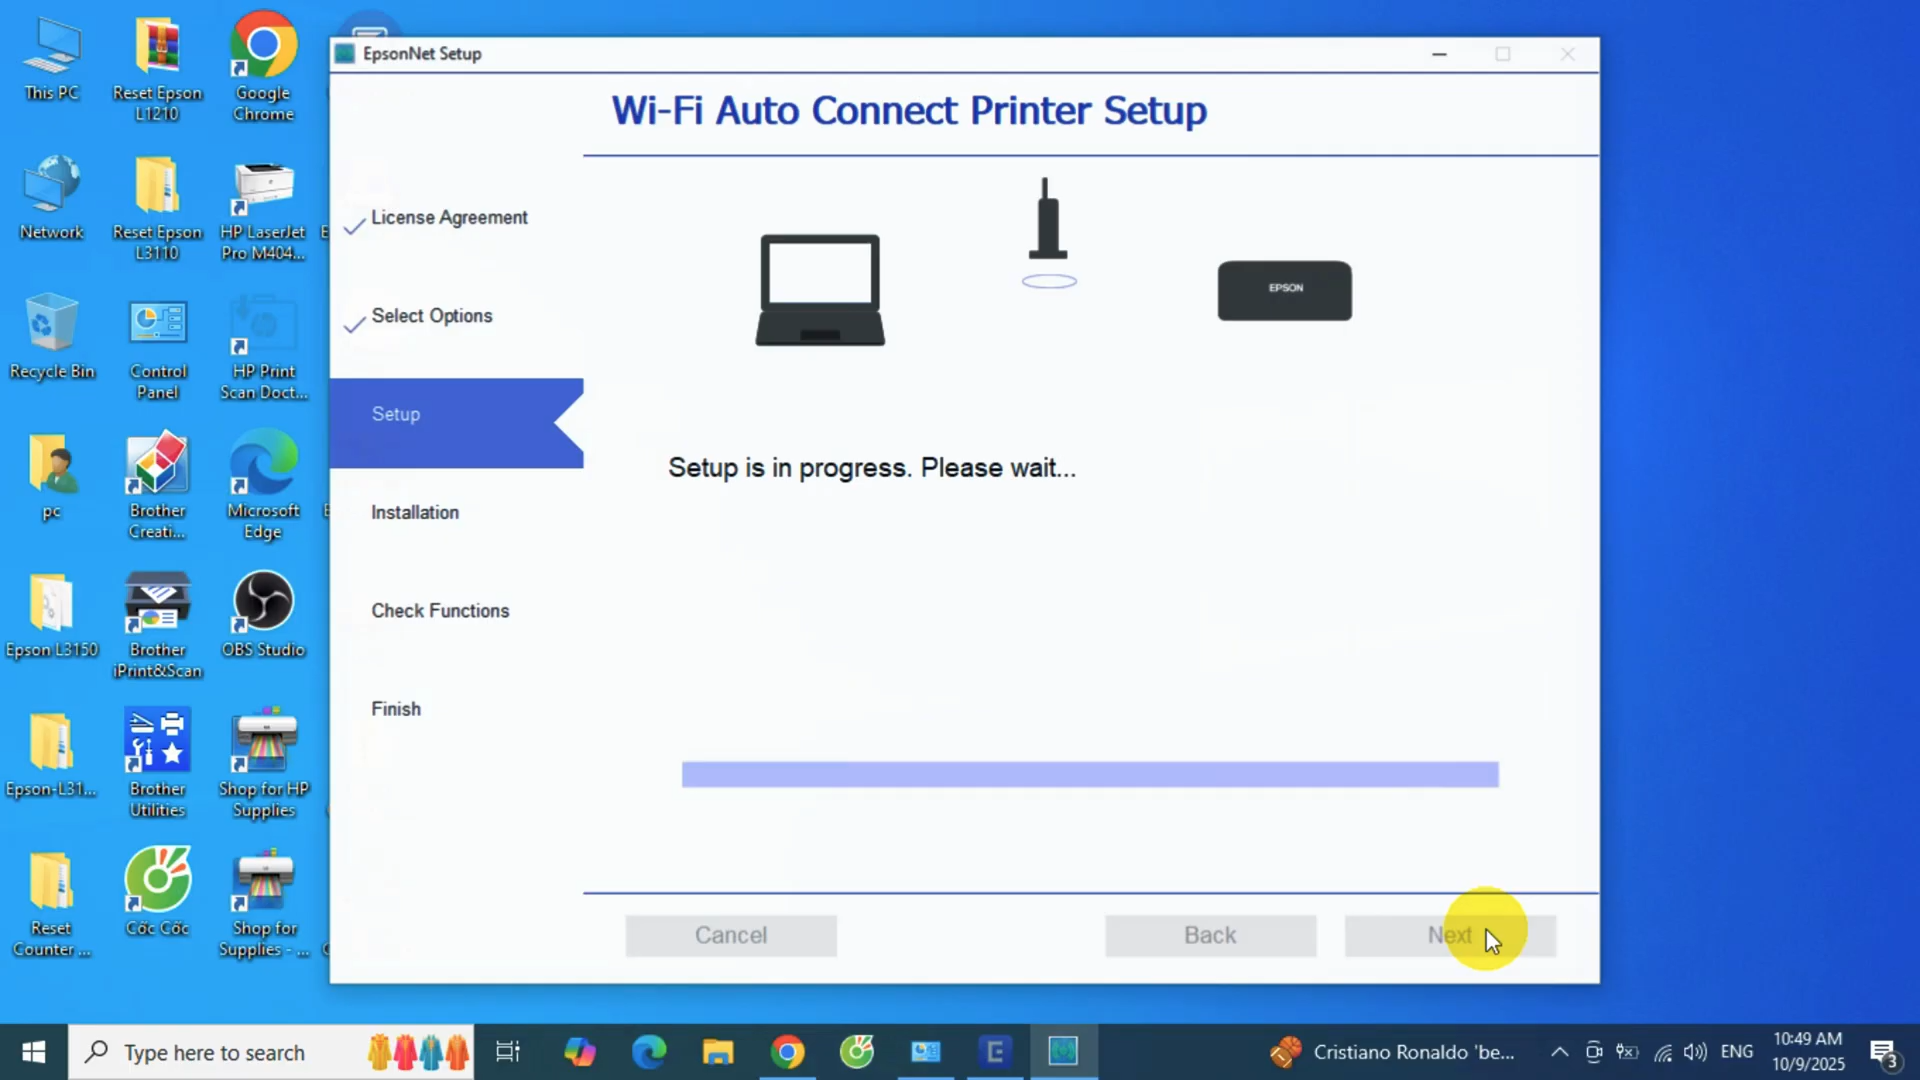 This PC
Reset Epson
L1210
Google
Chrome
Network
Reset Epson
L3110
HP LaserJet
Pro M404...
Recycle Bin
Control
Panel
HP Print
Scan Doct...
pc
Brother
Creati...
Microsoft
Edge
Epson L3150
Brother
iPrint&Scan
OBS Studio
Epson-L31...
Brother
Utilities
Shop for HP
Supplies
Reset
Counter ...
Cốc Cốc
Shop for
Supplies - ...
EpsonNet Setup
Wi-Fi Auto Connect Printer Setup
License Agreement
Select Options
Setup
Installation
Check Functions
Finish
EPSON
Setup is in progress. Please wait...
Cancel
Back
Next
Type here to search
Cristiano Ronaldo 'be...
ENG
10:49 AM
10/9/2025
3